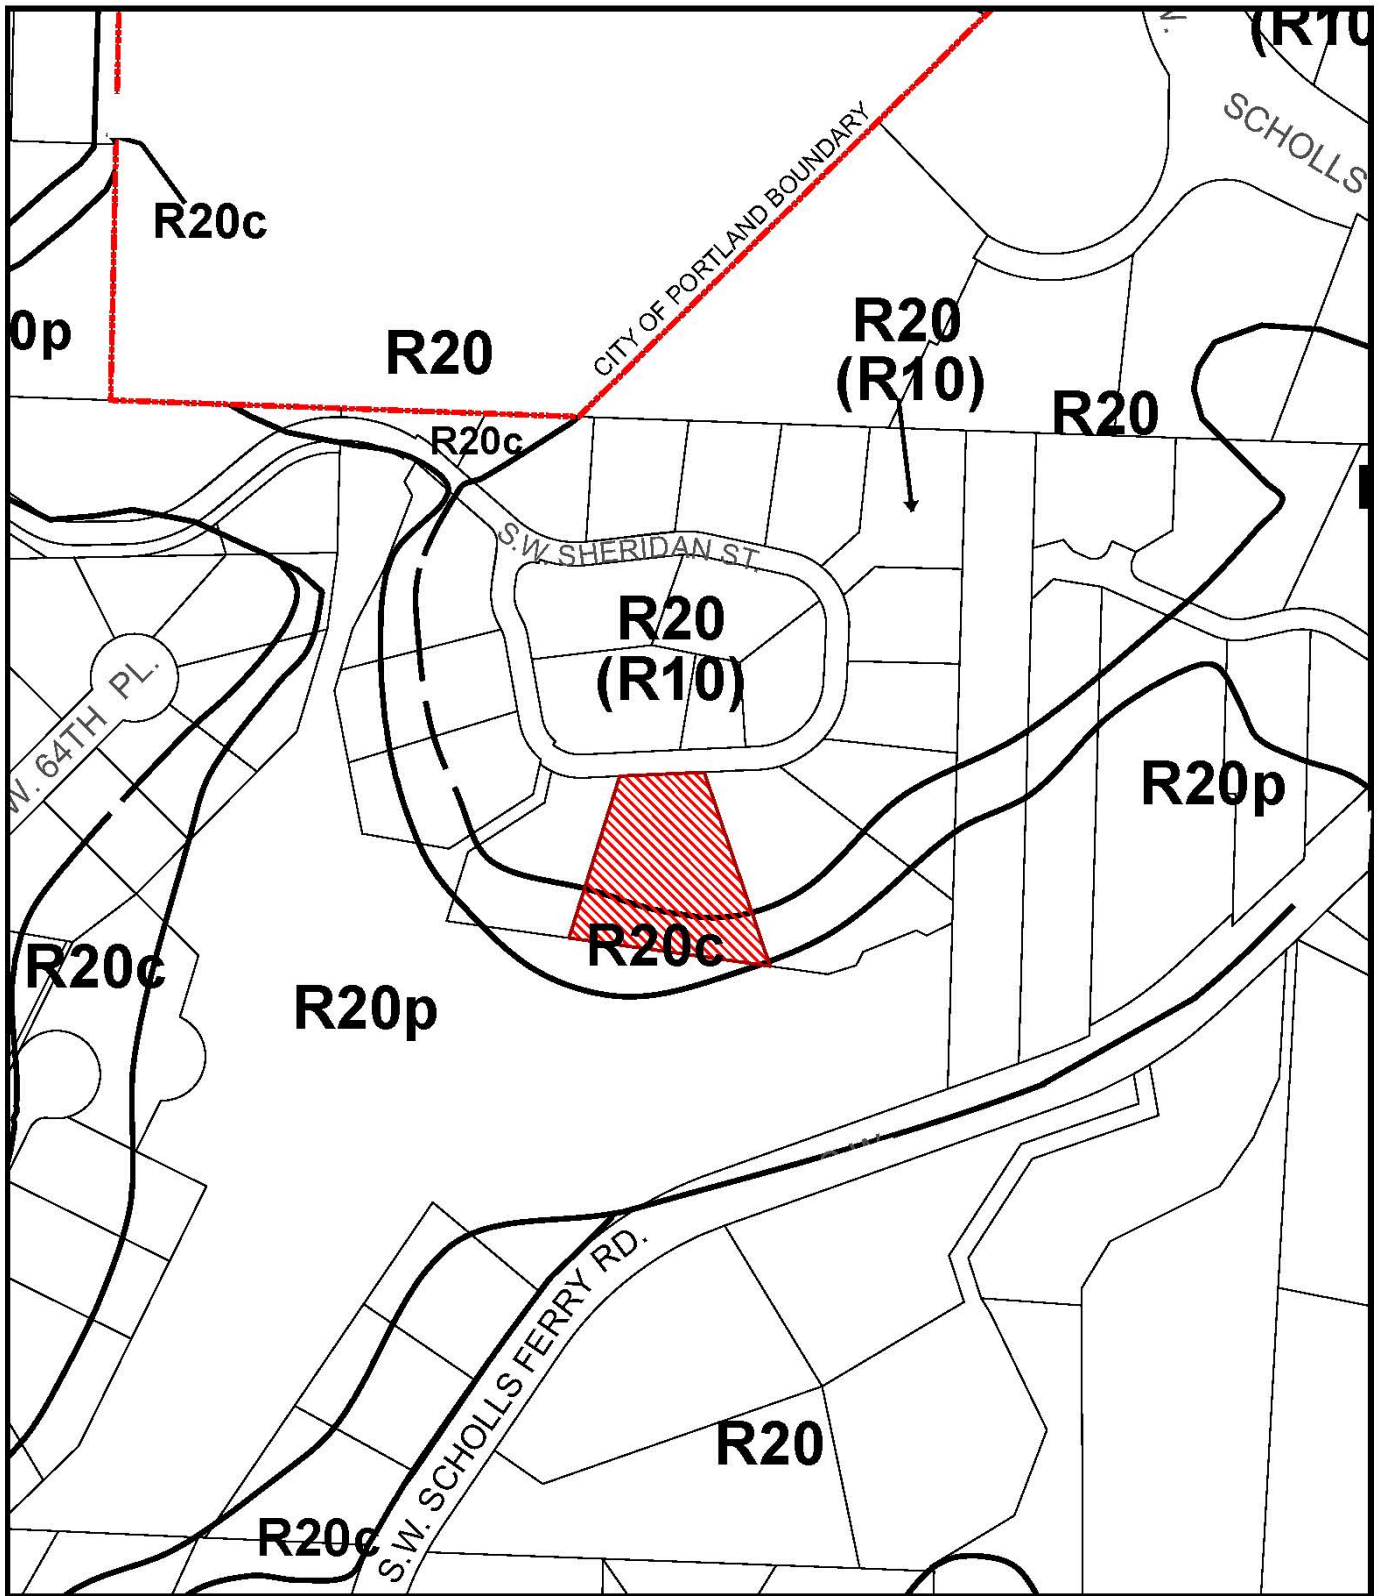 (R10
SCHOLLS
R20c
CITY OF PORTLAND BOUNDARY
0p
R20
R20
(R10)
R20
R20c
S.W. SHERIDAN ST.
R20
(R10)
W. 64TH PL.
R20p
R20c
R20c
R20p
S.W. SCHOLLS FERRY RD.
R20
R20c